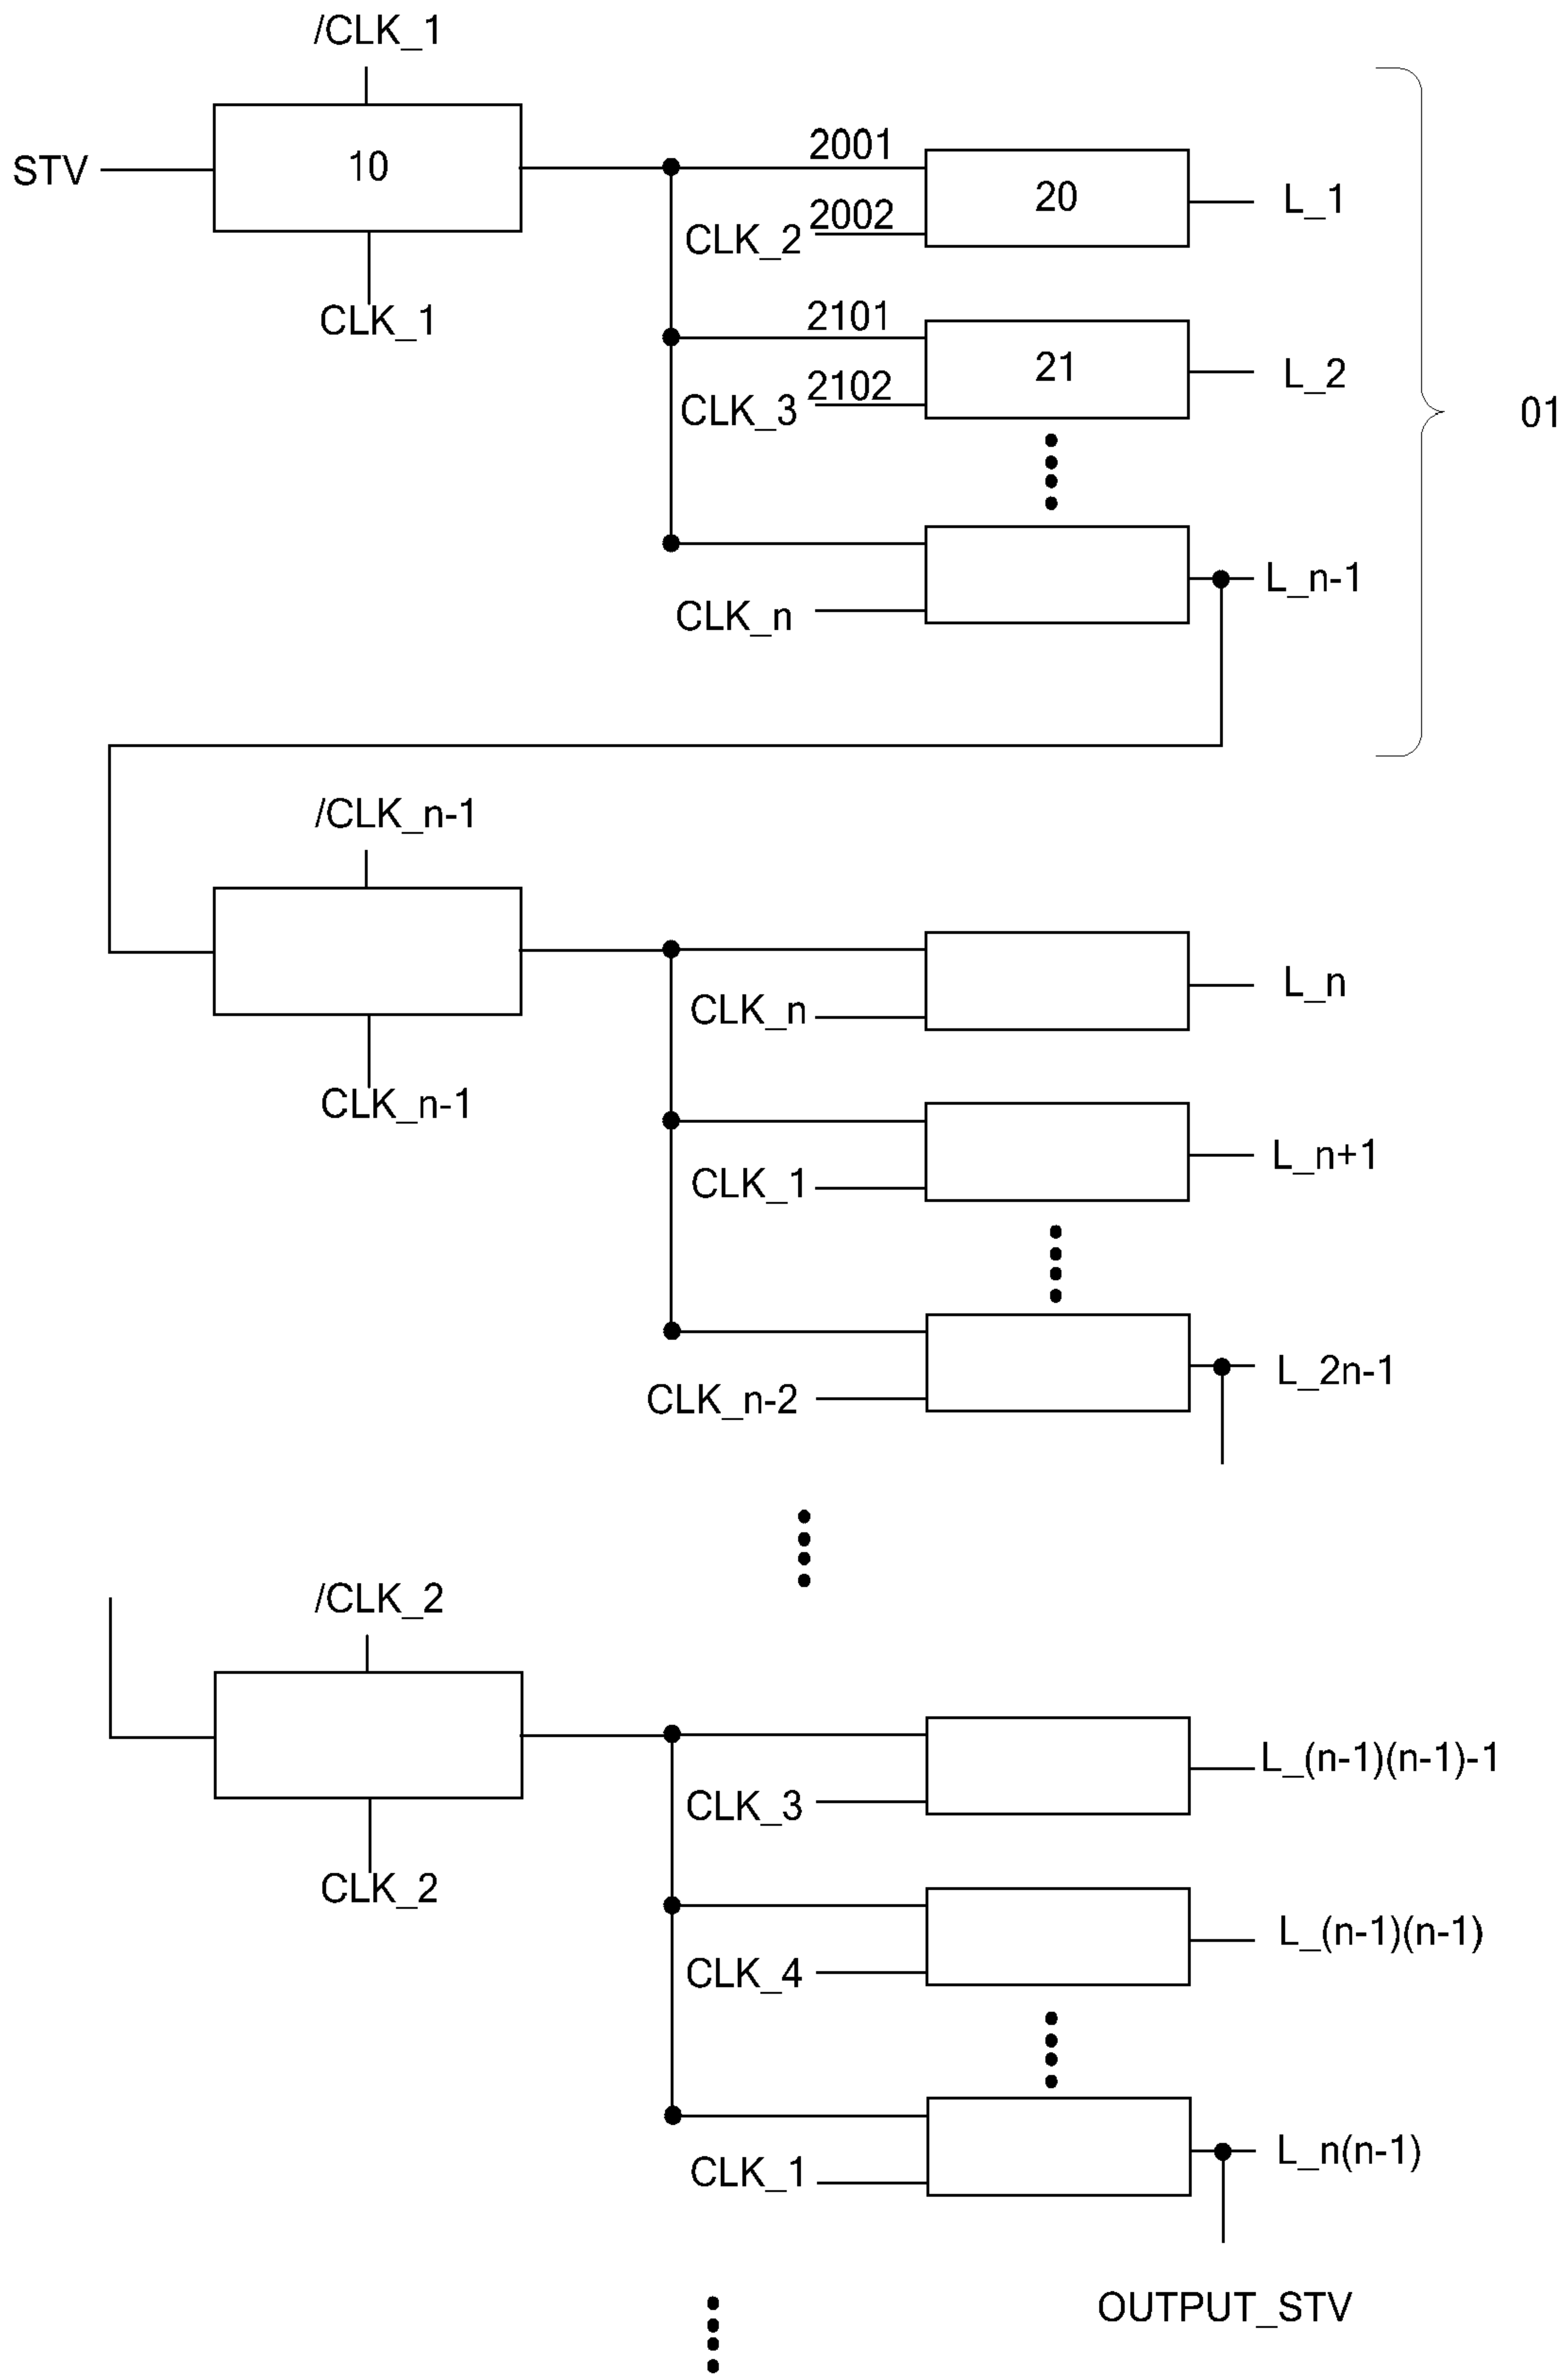 /CLK_1
STV
10
CLK_1
2001
20
L_1
CLK_2
2002
2101
21
L_2
CLK_3
2102
01
L_n-1
CLK_n
/CLK_n-1
CLK_n-1
L_n
CLK_n
L_n+1
CLK_1
L_2n-1
CLK_n-2
/CLK_2
CLK_2
L_(n-1)(n-1)-1
CLK_3
L_(n-1)(n-1)
CLK_4
L_n(n-1)
CLK_1
OUTPUT_STV